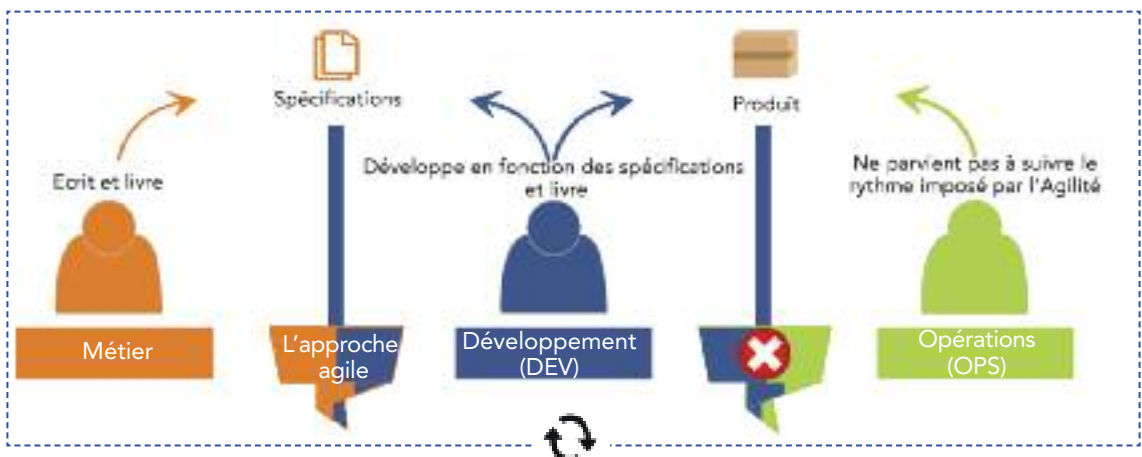 Spécifications
Produit
Ecrit et livre
Développe en fonction des spécifications
et livre
Ne parvient pas à suivre le
rythme imposé par l'Agilité
Métier
L'approche
agile
Développement
(DEV)
Opérations
(OPS)